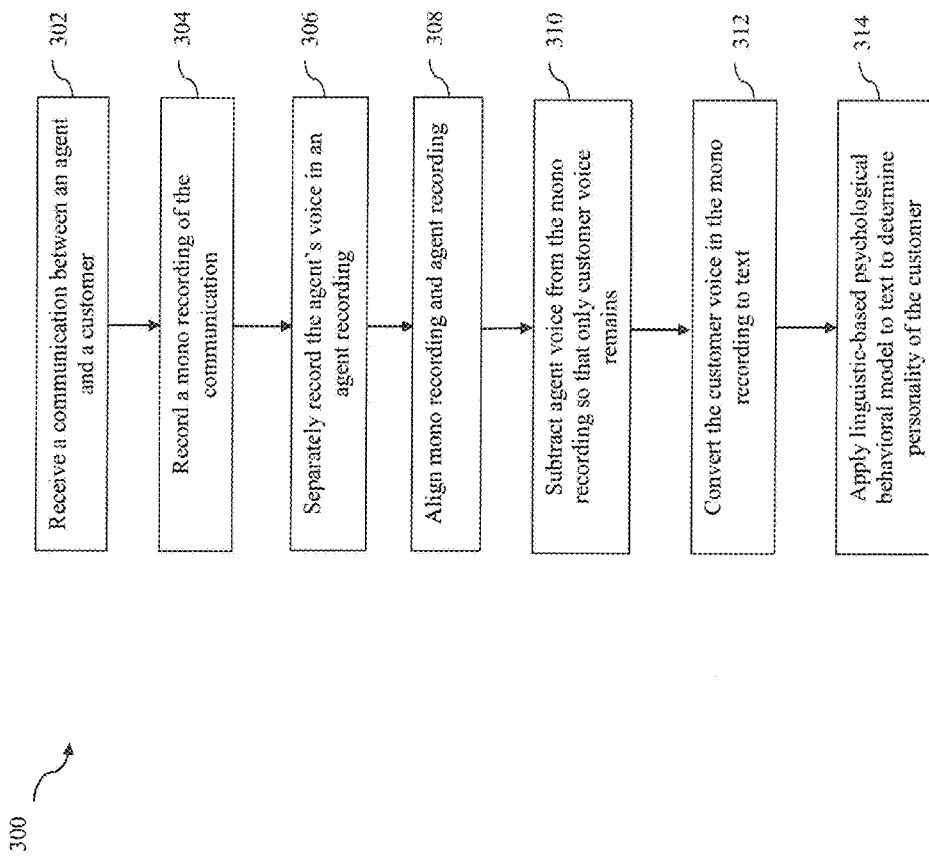 300
Receive a communication between an agent
and a customer
302
Record a mono recording of the
communication
304
Separately record the agent's voice in an
agent recording
306
Align mono recording and agent recording
308
Subtract agent voice from the mono
recording so that only customer voice
remains
310
Convert the customer voice in the mono
recording to text
312
Apply linguistic-based psychological
behavioral model to text to determine
personality of the customer
314